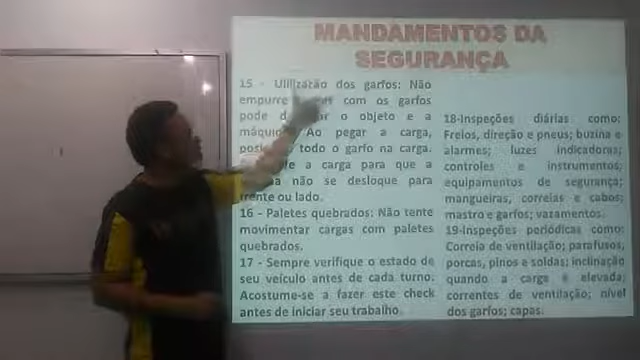 MANDAMENTOS DA
SEGURANÇA
15 - Utilização dos garfos: Não
empurre com os garfos
pode o objeto e a
Ao pegar a carga,
todo o garfo na carga.
a carga para que a
não se desloque para
frente ou lado.
16 - Paletes quebrados: Não tente
movimentar cargas com paletes
quebrados.
17 - Sempre verifique o estado de
seu veículo antes de cada turno.
Acostume-se a fazer este check
antes de iniciar seu trabalho.
18-Inspeções diárias como:
Freios, direção e pneus; buzina e
alarmes; luzes indicadoras;
controles e instrumentos;
equipamentos de segurança;
mangueiras, correias e cabos;
mastro e garfos; vazamentos.
19-Inspeções periódicas como:
Correia de ventilação; parafusos,
porcas, pinos e soldas; inclinação
quando a carga é elevada;
correntes de ventilação; nível
dos garfos; capas.